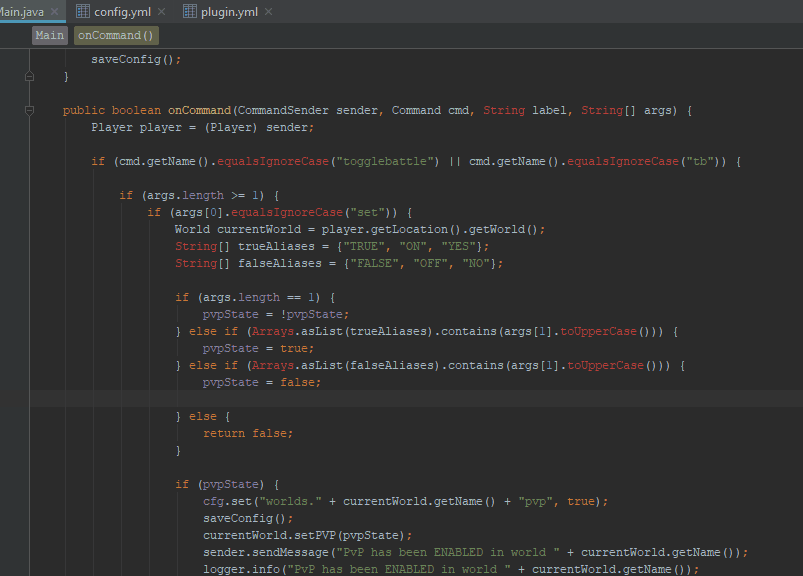 Main.java × config.yml × plugin.yml ×
Main onCommand()
saveConfig();
}
public boolean onCommand(CommandSender sender, Command cmd, String label, String[] args) {
Player player = (Player) sender;
if (cmd.getName().equalsIgnoreCase("togglebattle") || cmd.getName().equalsIgnoreCase("tb")) {
if (args.length >= 1) {
if (args[0].equalsIgnoreCase("set")) {
World currentWorld = player.getLocation().getWorld();
String[] trueAliases = {"TRUE", "ON", "YES"};
String[] falseAliases = {"FALSE", "OFF", "NO"};
if (args.length == 1) {
pvpState = !pvpState;
} else if (Arrays.asList(trueAliases).contains(args[1].toUpperCase())) {
pvpState = true;
} else if (Arrays.asList(falseAliases).contains(args[1].toUpperCase())) {
pvpState = false;
} else {
return false;
}
if (pvpState) {
cfg.set("worlds." + currentWorld.getName() + "pvp", true);
saveConfig();
currentWorld.setPVP(pvpState);
sender.sendMessage("PvP has been ENABLED in world " + currentWorld.getName());
logger.info("PvP has been ENABLED in world " + currentWorld.getName());